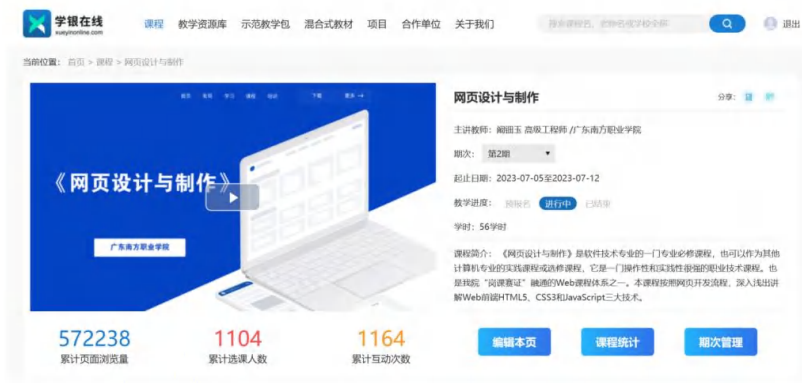 学银在线
xueyinonline.com
课程 教学资源库 示范教学包 混合式教材 项目 合作单位 关于我们
退出
当前位置: 首页 > 课程 > 网页设计与制作
《网页设计与制作》
广东南方职业学院
网页设计与制作
分享:
主讲教师: 阚细玉 高级工程师 /广东南方职业学院
期次: 第2期
起止日期: 2023-07-05至2023-07-12
教学进度: 预报名 进行中 已结束
学时: 56学时
课程简介: 《网页设计与制作》是软件技术专业的一门专业必修课程,也可以作为其他
计算机专业的实践课程或选修课程,它是一门操作性和实践性很强的职业技术课程。也
是我院“岗课赛证”融通的Web课程体系之一。本课程按照网页开发流程,深入浅出讲
解Web前端HTML5、CSS3和JavaScript三大技术。
572238
累计页面浏览量
1104
累计选课人数
1164
累计互动次数
编辑本页
课程统计
期次管理